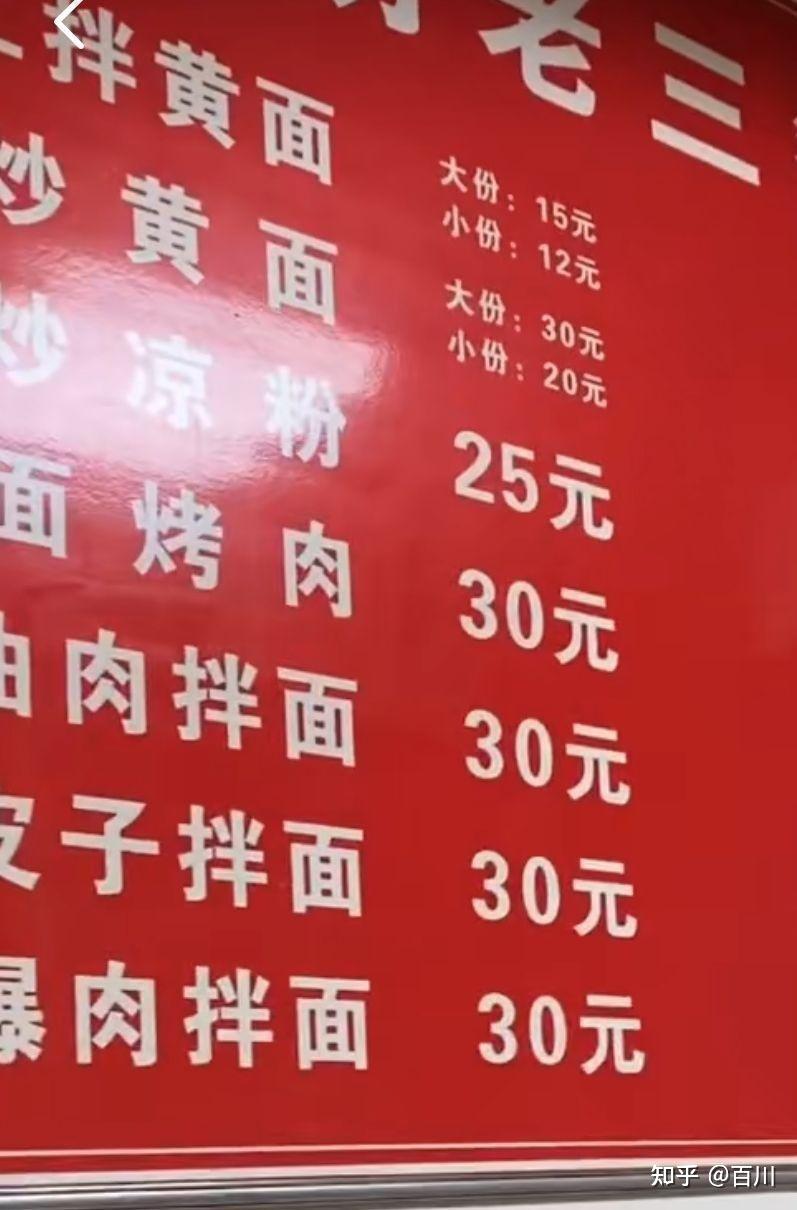 老三
拌黄面
大份：15元
小份：12元
炒黄面
大份：30元
小份：20元
炒凉粉 25元
面烤肉 30元
肉拌面 30元
皮子拌面 30元
爆肉拌面 30元
知乎 @百川